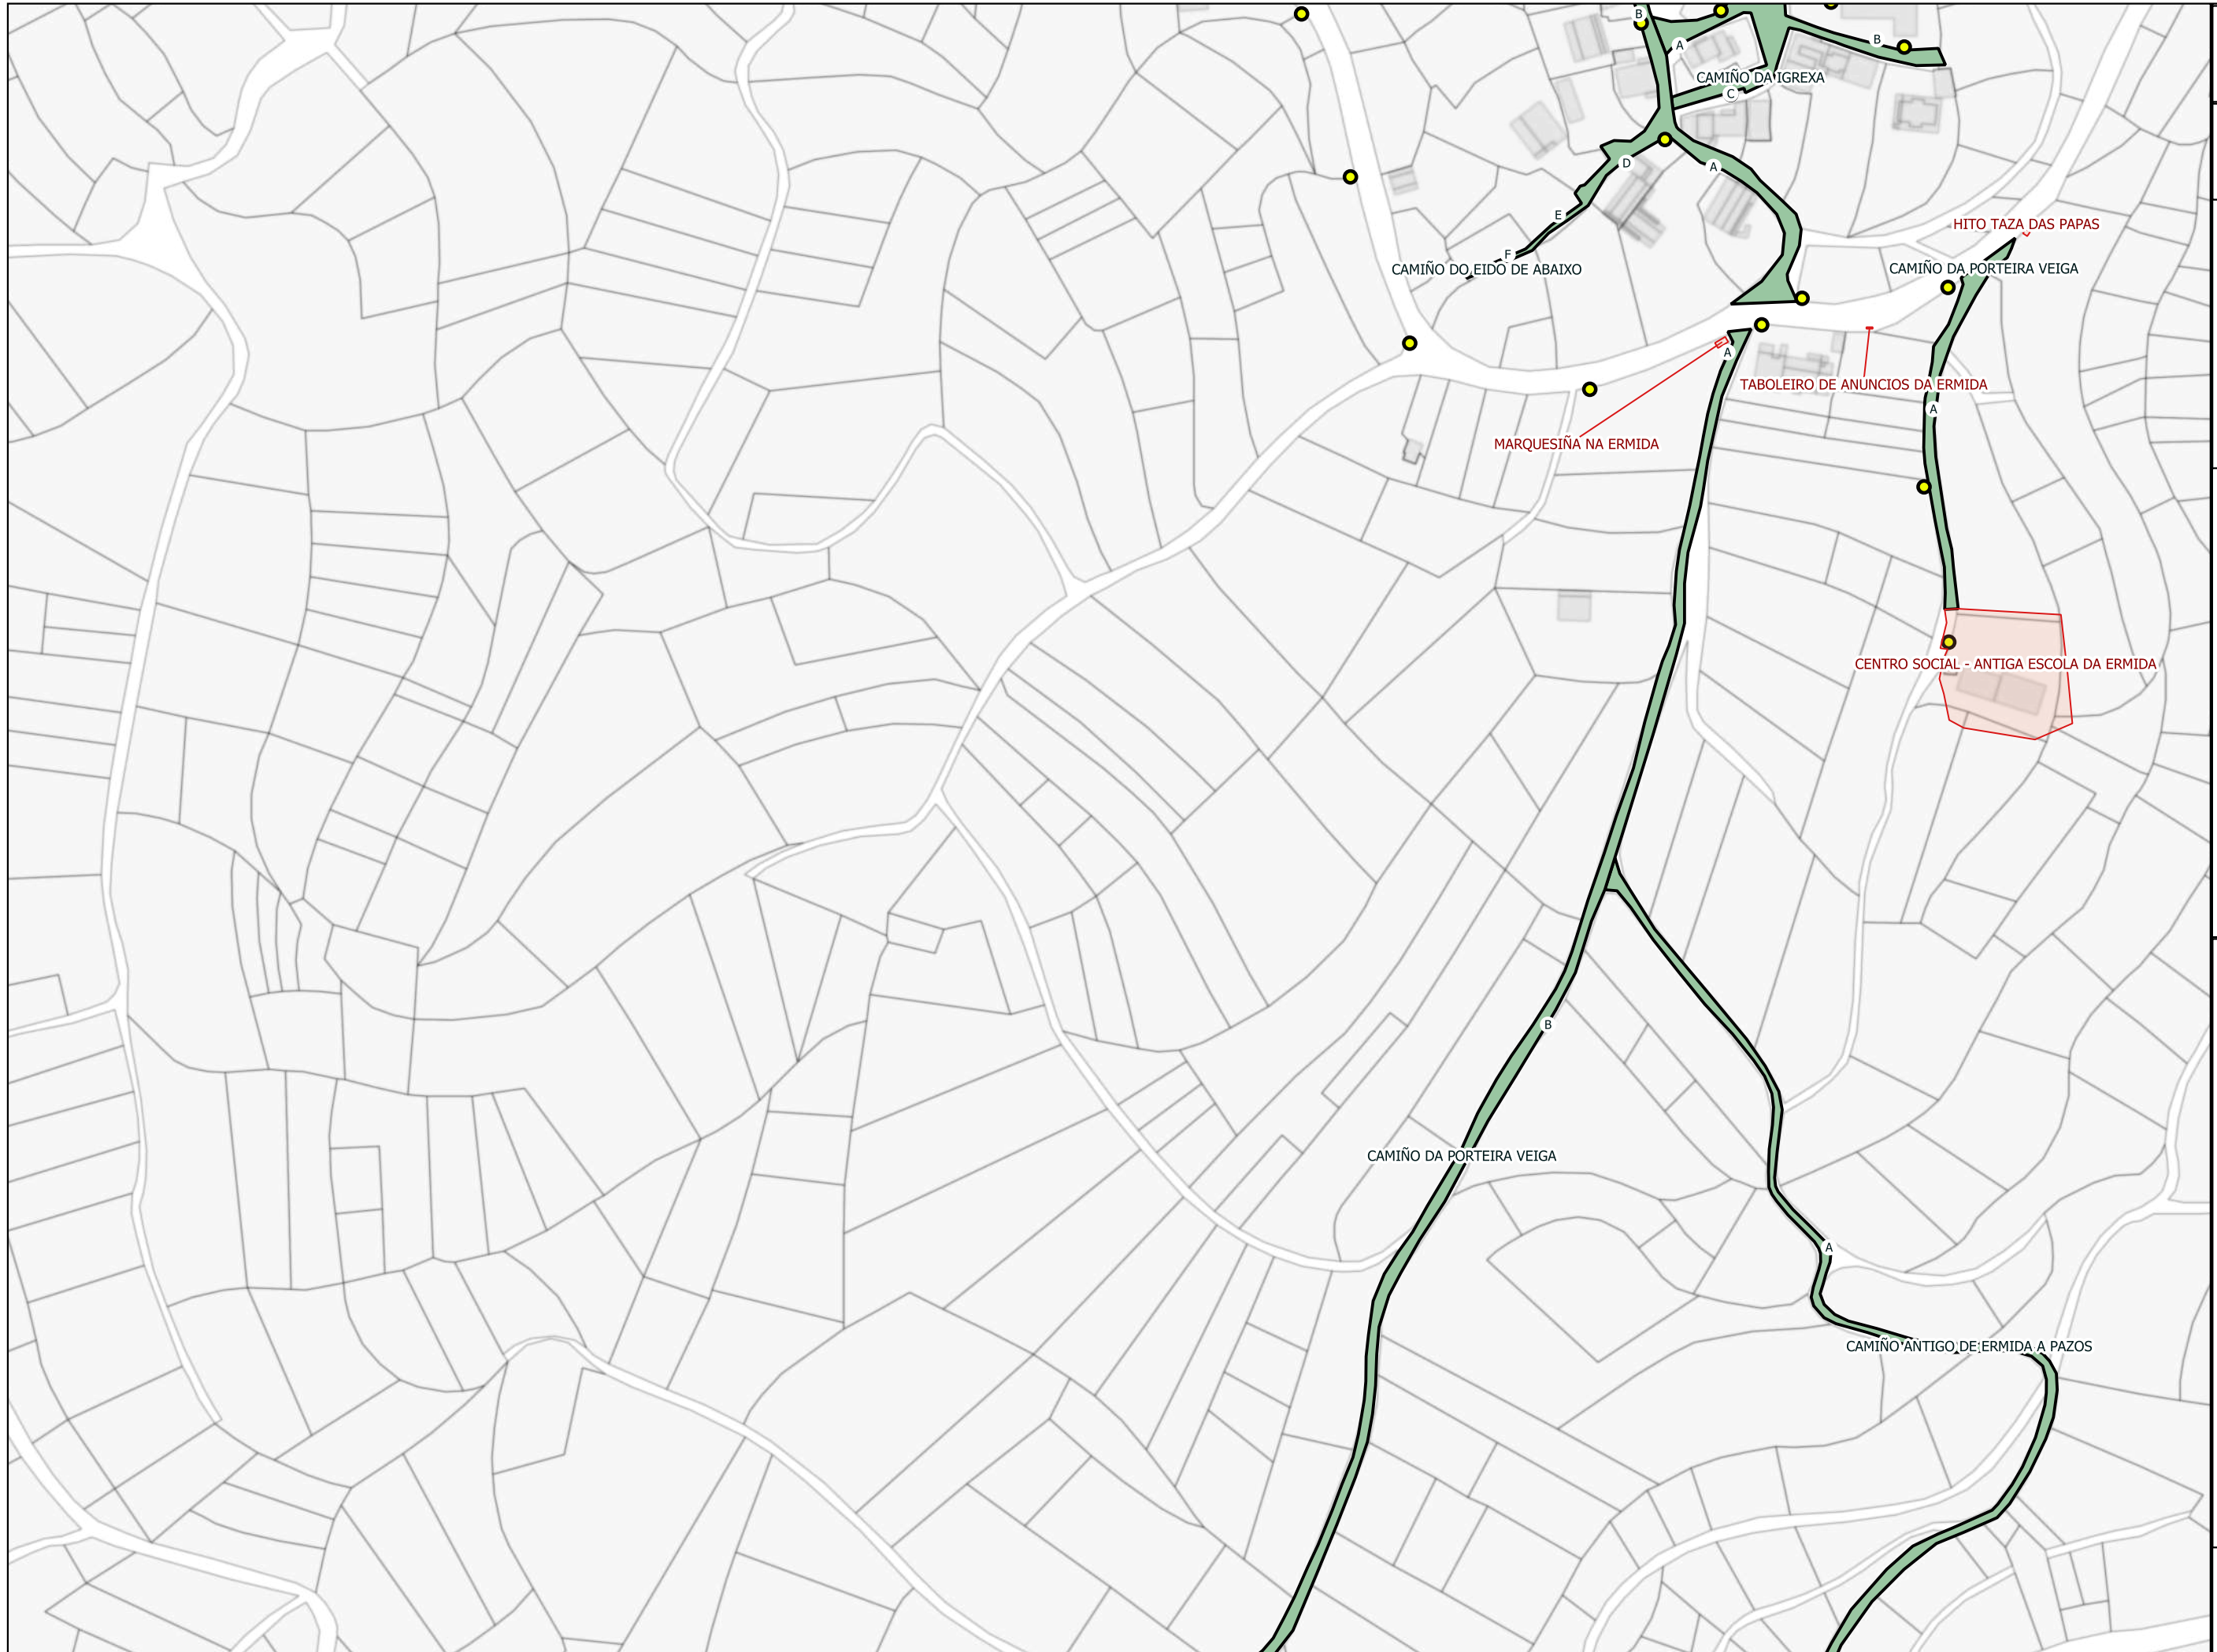 B
A
B
CAMIÑO DA IGREXA
C
D
A
E
HITO TAZA DAS PAPAS
F
CAMIÑO DO EIDO DE ABAIXO
CAMIÑO DA PORTEIRA VEIGA
A
TABOLEIRO DE ANUNCIOS DA ERMIDA
A
MARQUESIÑA NA ERMIDA
CENTRO SOCIAL - ANTIGA ESCOLA DA ERMIDA
B
CAMIÑO DA PORTEIRA VEIGA
A
CAMIÑO ANTIGO DE ERMIDA A PAZOS